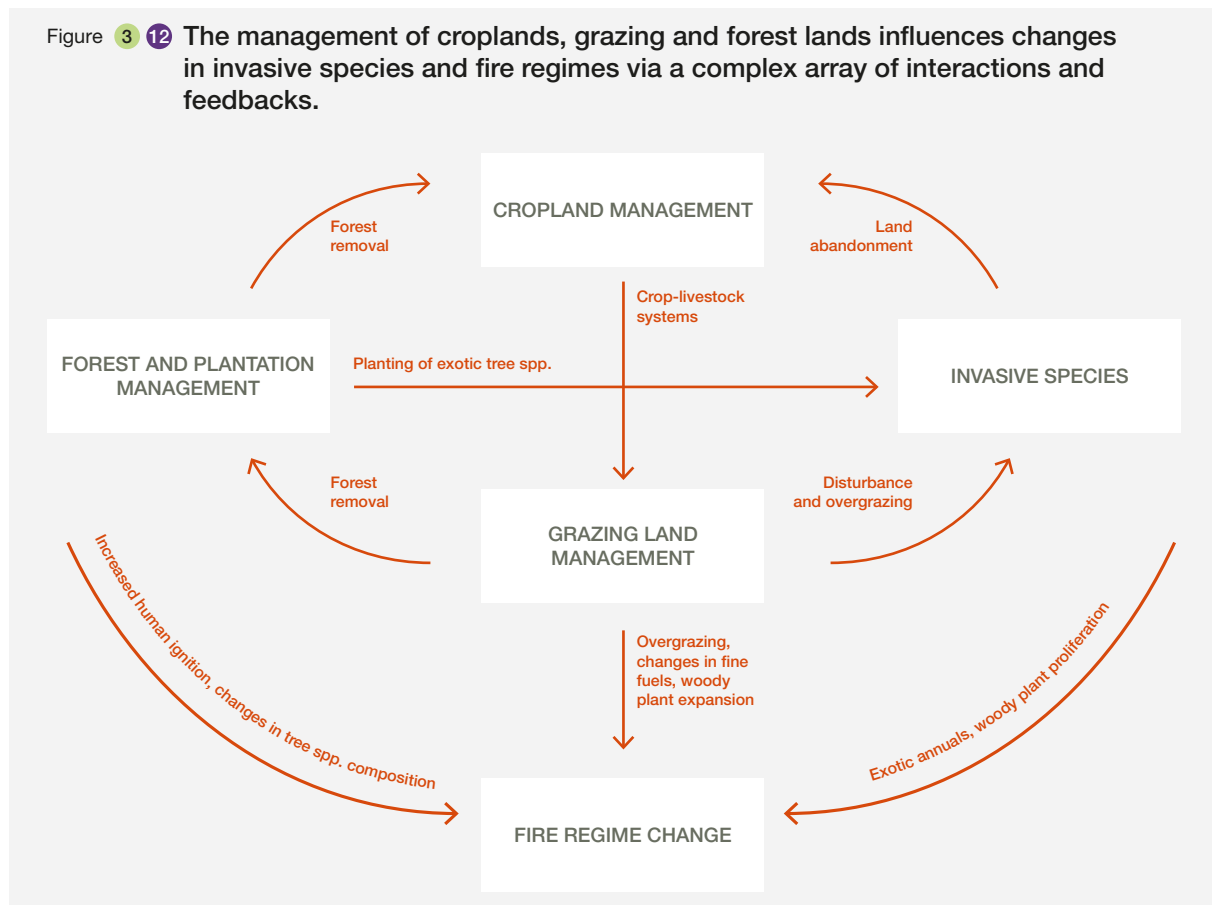 Figure 3 12 The management of croplands, grazing and forest lands influences changes
in invasive species and fire regimes via a complex array of interactions and
feedbacks.
CROPLAND MANAGEMENT
Forest
removal
Land
abandonment
Crop-livestock
systems
FOREST AND PLANTATION
MANAGEMENT
Planting of exotic tree spp.
INVASIVE SPECIES
Forest
removal
Disturbance
and overgrazing
GRAZING LAND
MANAGEMENT
Increased human ignition, changes in tree spp. composition
Overgrazing,
changes in fine
fuels, woody
plant expansion
Exotic annuals, woody plant proliferation
FIRE REGIME CHANGE